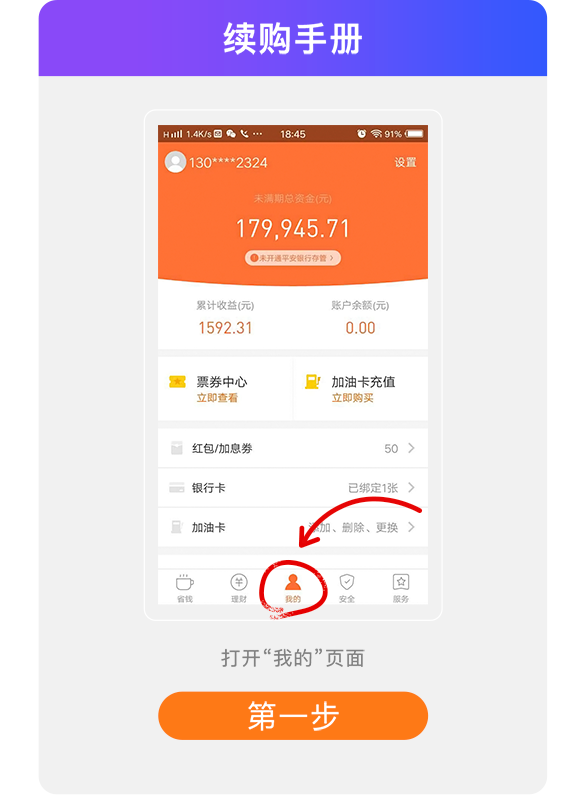 续购手册
H 1.4K/s HD ··· 18:45 91%
130****2324 设置
未满期总资金(元)
179,945.71
未开通平安银行存管 >
累计收益(元) 账户余额(元)
1592.31 0.00
票券中心 加油卡充值
立即查看 立即购买
红包/加息券 50 >
银行卡 已绑定1张 >
加油卡 添加、删除、更换 >
省钱 理财 我的 安全 服务
打开“我的”页面
第一步